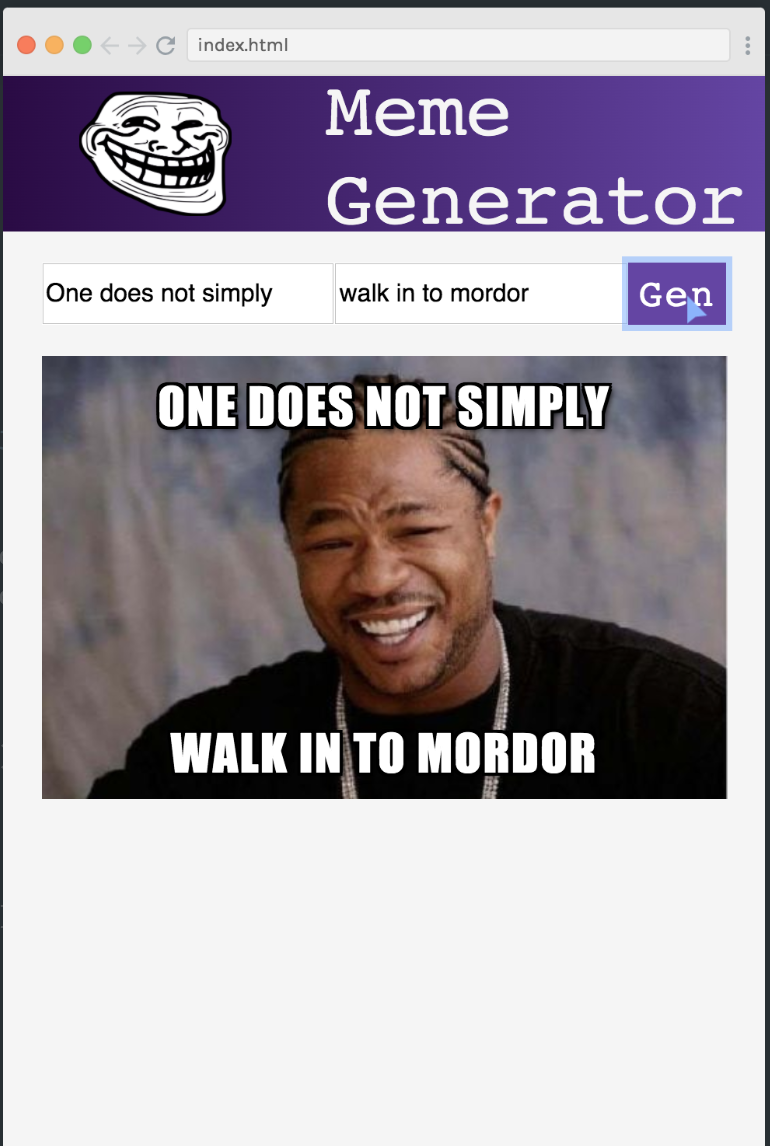 index.html
Meme
Generator
One does not simply
walk in to mordor
Gen
ONE DOES NOT SIMPLY
WALK IN TO MORDOR